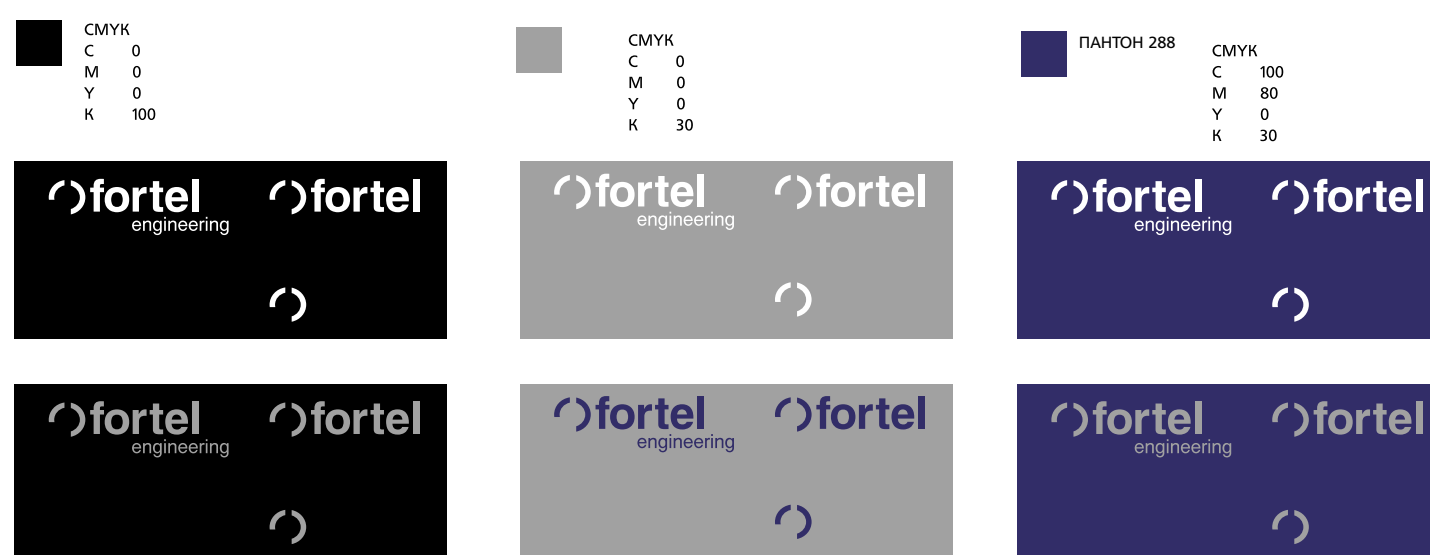 CMYK
C 0
M 0
Y 0
K 100
CMYK
C 0
M 0
Y 0
K 30
ПАНТОН 288
CMYK
C 100
M 80
Y 0
K 30
fortel
engineering
fortel
fortel
engineering
fortel
fortel
engineering
fortel
fortel
engineering
fortel
fortel
engineering
fortel
fortel
engineering
fortel